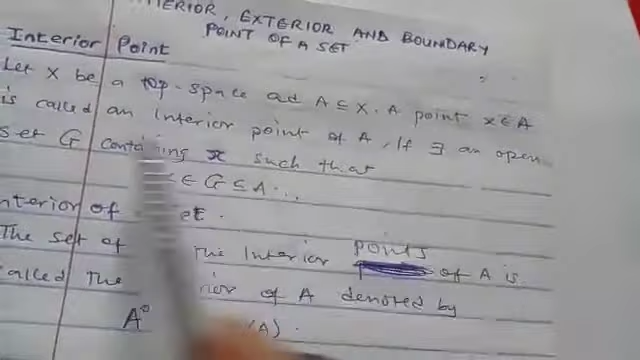 INTERIOR, EXTERIOR AND BOUNDARY
POINT OF A SET
Interior Point
Let X be a top-space ad A ⊆ X. A point x ∈ A
is called an interior point of A, If ∃ an open
set G containing x such that
∈ G ⊆ A...
interior of set.
The set of The Interior points of A is
called The of A denoted by
A° (A).